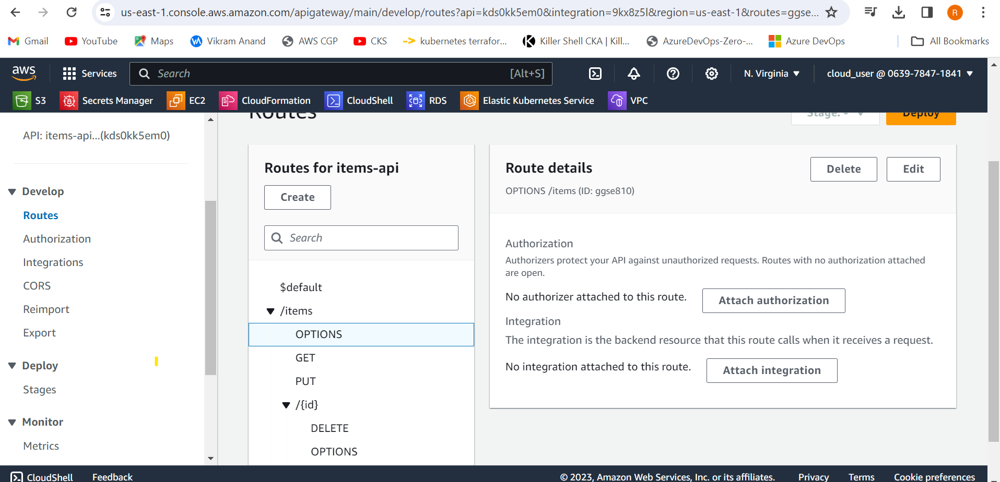 us-east-1.console.aws.amazon.com/apigateway/main/develop/routes?api=kds0kk5em0&integration=9kx8z5l&region=us-east-1&routes=ggse...
R
Gmail YouTube Maps Vikram Anand AWS CGP CKS kubernetes terrafor... Killer Shell CKA | Kill... AzureDevOps-Zero-... Azure DevOps All Bookmarks
aws Services Search [Alt+S] N. Virginia cloud_user @ 0639-7847-1841
S3 Secrets Manager EC2 CloudFormation CloudShell RDS Elastic Kubernetes Service VPC
API: items-api...(kds0kk5em0)
Develop
Routes
Authorization
Integrations
CORS
Reimport
Export
Deploy
Stages
Monitor
Metrics
Routes
Stage: -
Deploy
Routes for items-api
Create
Search
$default
/items
OPTIONS
GET
PUT
/{id}
DELETE
OPTIONS
Route details
Delete
Edit
OPTIONS /items (ID: ggse810)
Authorization
Authorizers protect your API against unauthorized requests. Routes with no authorization attached
are open.
No authorizer attached to this route.
Attach authorization
Integration
The integration is the backend resource that this route calls when it receives a request.
No integration attached to this route.
Attach integration
CloudShell Feedback © 2023, Amazon Web Services, Inc. or its affiliates. Privacy Terms Cookie preferences